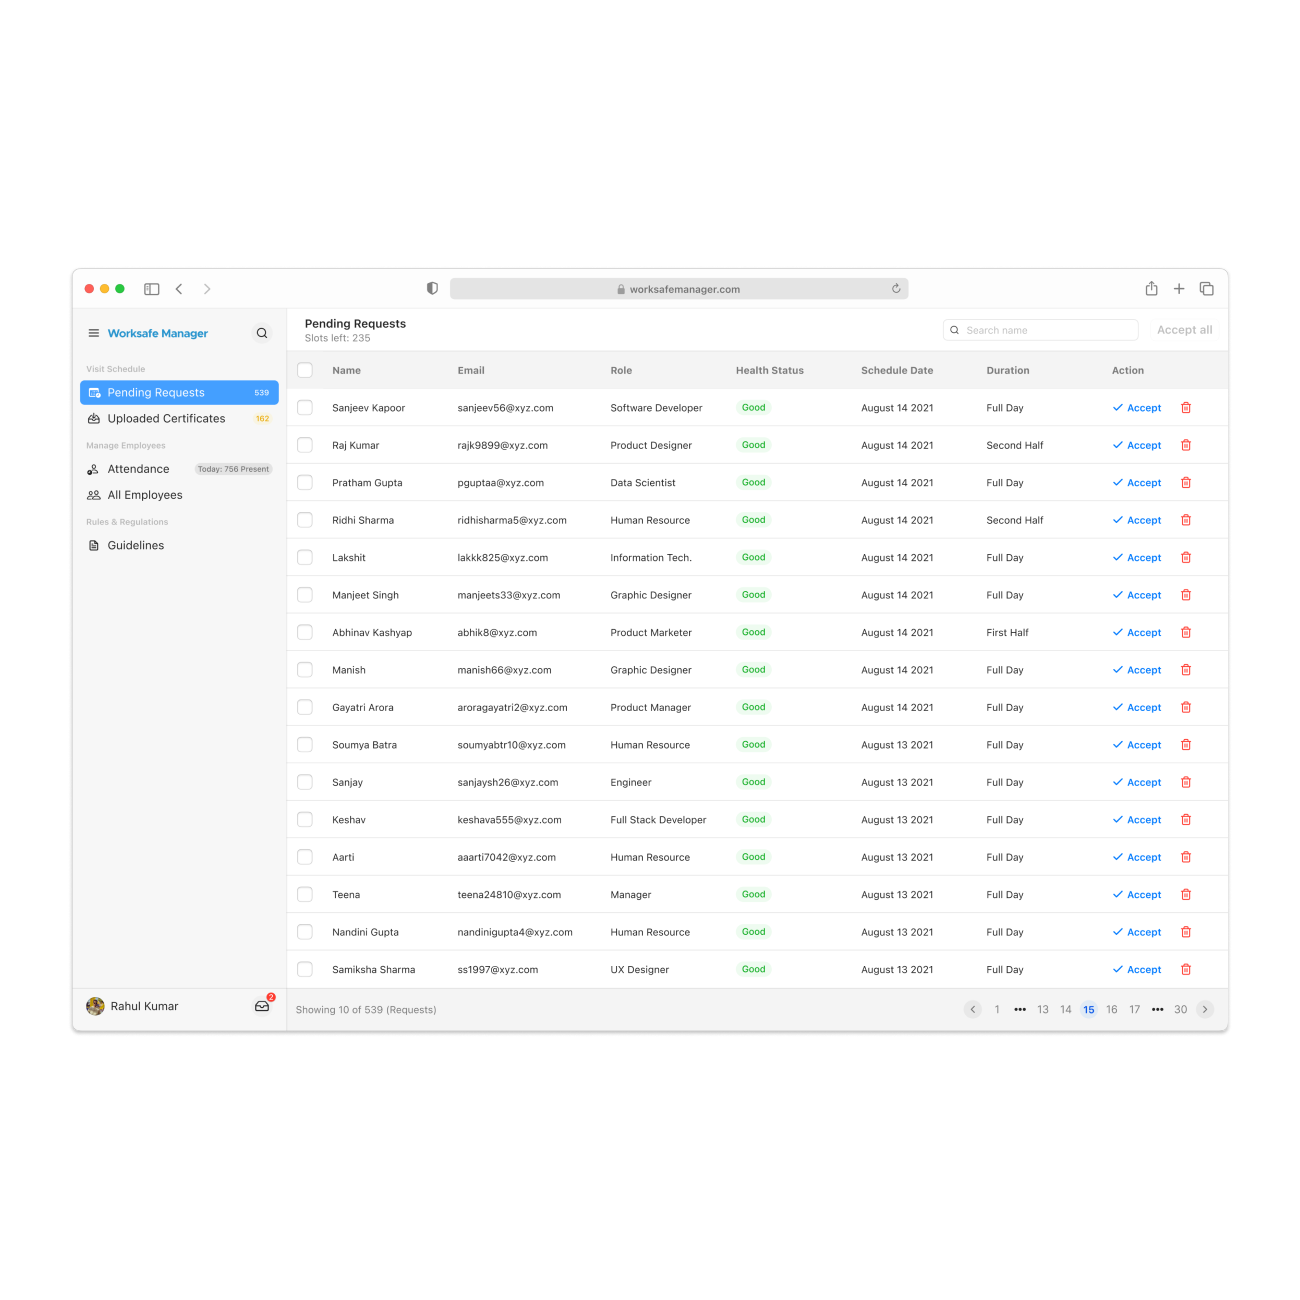 worksafemanager.com
Worksafe Manager
Visit Schedule
Pending Requests 539
Uploaded Certificates 162
Manage Employees
Attendance Today: 756 Present
All Employees
Rules & Regulations
Guidelines
Rahul Kumar 2
Pending Requests
Slots left: 235
Search name Accept all
Name Email Role Health Status Schedule Date Duration Action
Sanjeev Kapoor sanjeev56@xyz.com Software Developer Good August 14 2021 Full Day Accept
Raj Kumar rajk9899@xyz.com Product Designer Good August 14 2021 Second Half Accept
Pratham Gupta pguptaa@xyz.com Data Scientist Good August 14 2021 Full Day Accept
Ridhi Sharma ridhisharma5@xyz.com Human Resource Good August 14 2021 Second Half Accept
Lakshit lakkk825@xyz.com Information Tech. Good August 14 2021 Full Day Accept
Manjeet Singh manjeets33@xyz.com Graphic Designer Good August 14 2021 Full Day Accept
Abhinav Kashyap abhik8@xyz.com Product Marketer Good August 14 2021 First Half Accept
Manish manish66@xyz.com Graphic Designer Good August 14 2021 Full Day Accept
Gayatri Arora aroragayatri2@xyz.com Product Manager Good August 14 2021 Full Day Accept
Soumya Batra soumyabtr10@xyz.com Human Resource Good August 13 2021 Full Day Accept
Sanjay sanjaysh26@xyz.com Engineer Good August 13 2021 Full Day Accept
Keshav keshava555@xyz.com Full Stack Developer Good August 13 2021 Full Day Accept
Aarti aaarti7042@xyz.com Human Resource Good August 13 2021 Full Day Accept
Teena teena24810@xyz.com Manager Good August 13 2021 Full Day Accept
Nandini Gupta nandinigupta4@xyz.com Human Resource Good August 13 2021 Full Day Accept
Samiksha Sharma ss1997@xyz.com UX Designer Good August 13 2021 Full Day Accept
Showing 10 of 539 (Requests) 1 ••• 13 14 15 16 17 ••• 30